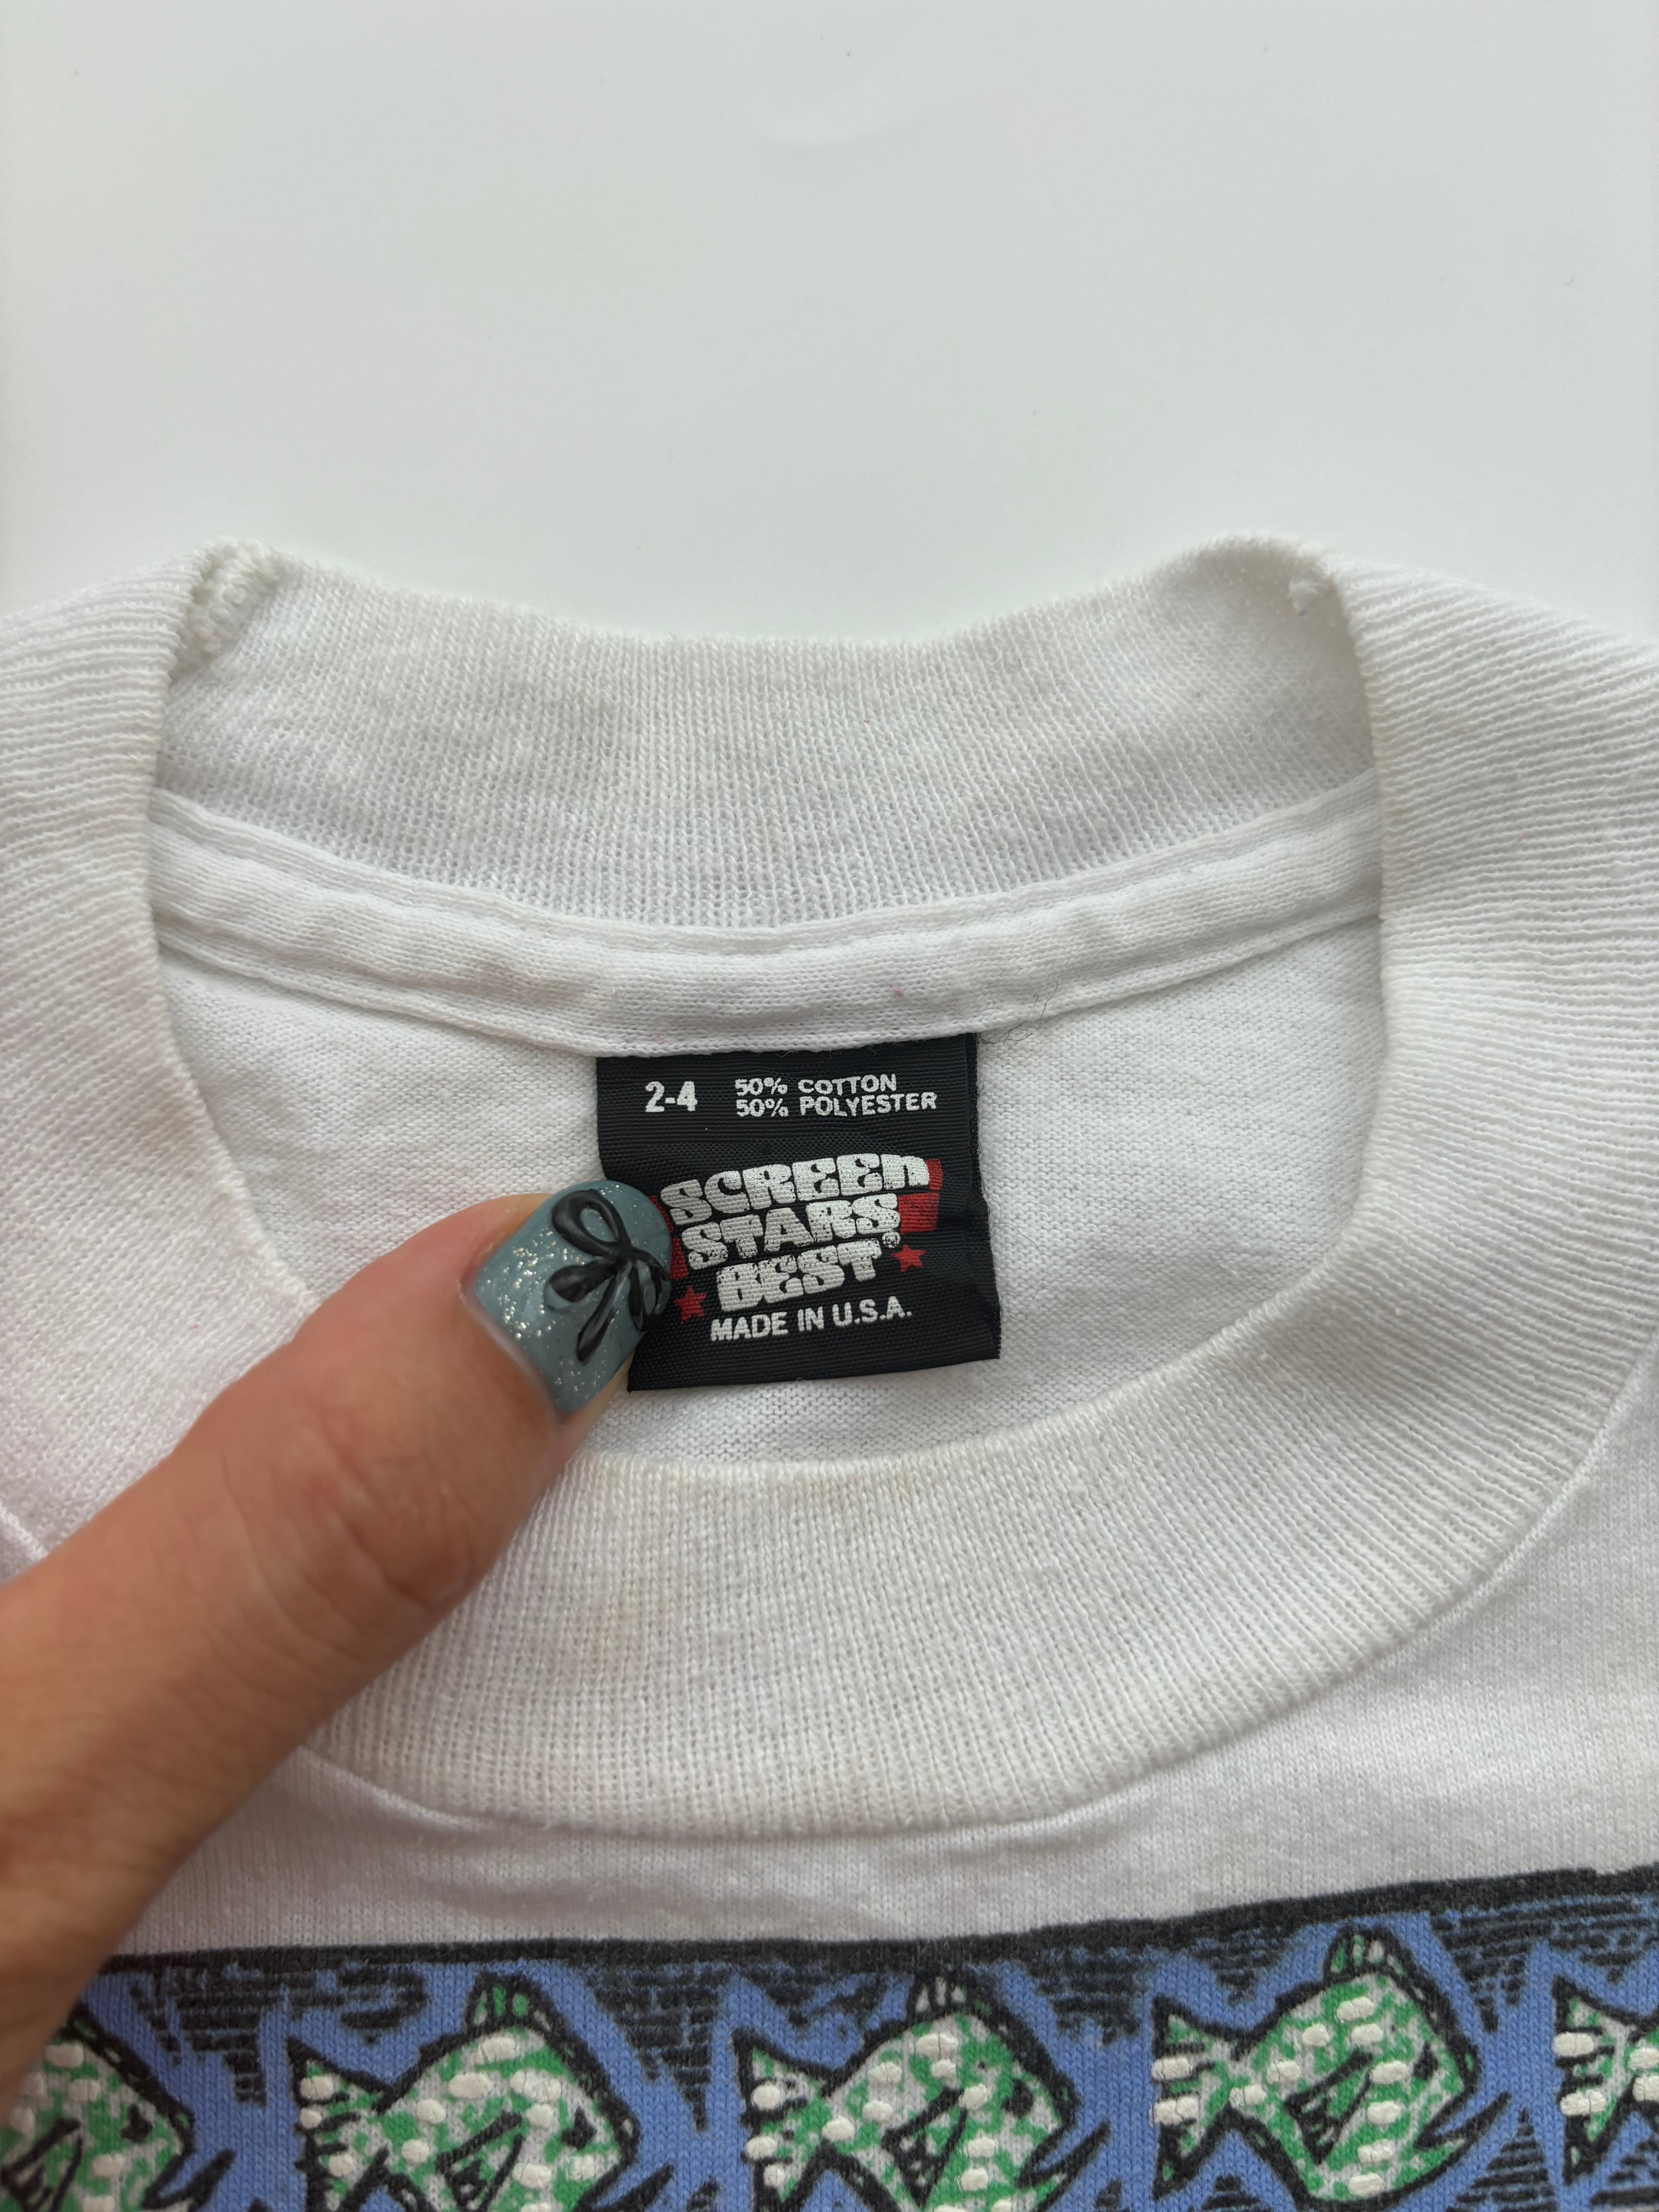 2-4 50% COTTON
50% POLYESTER
SCREEn
STARS
BEST®
MADE IN U.S.A.